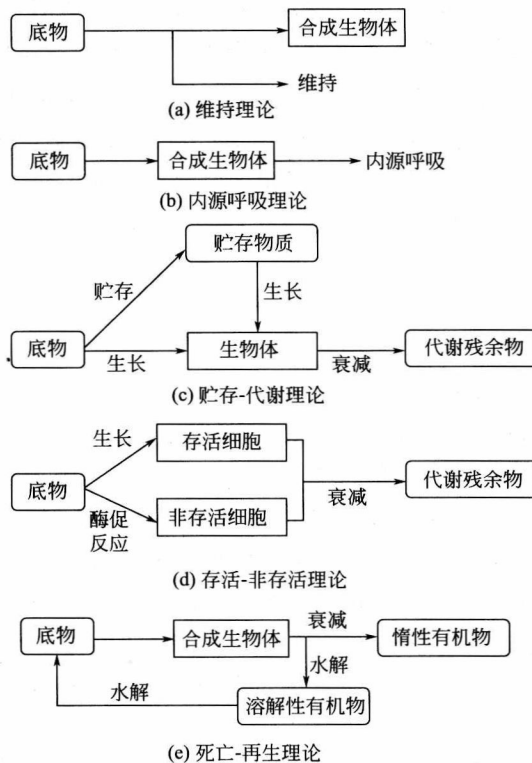 底物
合成生物体
维持
(a) 维持理论
底物
合成生物体
内源呼吸
(b) 内源呼吸理论
贮存物质
贮存
生长
底物
生长
生物体
衰减
代谢残余物
(c) 贮存-代谢理论
生长
存活细胞
底物
衰减
代谢残余物
酶促
反应
非存活细胞
(d) 存活-非存活理论
底物
合成生物体
衰减
惰性有机物
水解
水解
溶解性有机物
(e) 死亡-再生理论